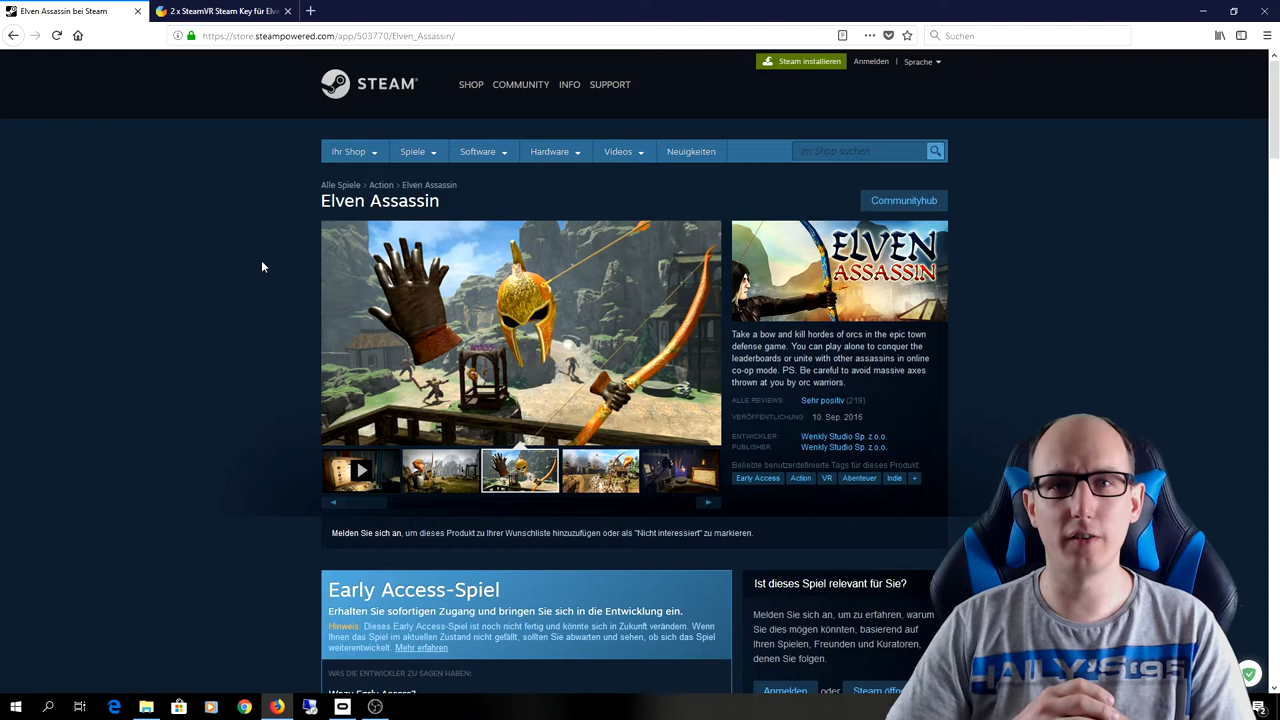 Elven Assassin bei Steam
2 x SteamVR Steam Key für Elv
https://store.steampowered.com/app/503770/Elven_Assassin/
Suchen
Steam installieren
Anmelden
Sprache
STEAM
SHOP COMMUNITY INFO SUPPORT
Ihr Shop
Spiele
Software
Hardware
Videos
Neuigkeiten
Im Shop suchen
Alle Spiele > Action > Elven Assassin
Elven Assassin
Communityhub
ELVEN
ASSASSIN
Take a bow and kill hordes of orcs in the epic town
defense game. You can play alone to conquer the
leaderboards or unite with other assassins in online
co-op mode. PS. Be careful to avoid massive axes
thrown at you by orc warriors.
ALL REVIEWS: Sehr positiv (219)
VERÖFFENTLICHUNG: 10. Sep. 2016
ENTWICKLER: Wenkly Studio Sp. z.o.o.
PUBLISHER: Wenkly Studio Sp. z.o.o.
Beliebte benutzerdefinierte Tags für dieses Produkt:
Early Access Action VR Abenteuer Indie +
Melden Sie sich an, um dieses Produkt zu Ihrer Wunschliste hinzuzufügen oder als "Nicht interessiert" zu markieren.
Early Access-Spiel
Erhalten Sie sofortigen Zugang und bringen Sie sich in die Entwicklung ein.
Hinweis: Dieses Early Access-Spiel ist noch nicht fertig und könnte sich in Zukunft verändern. Wenn
Ihnen das Spiel im aktuellen Zustand nicht gefällt, sollten Sie abwarten und sehen, ob sich das Spiel
weiterentwickelt. Mehr erfahren
WAS DIE ENTWICKLER ZU SAGEN HABEN:
Wozu Early Access?
Ist dieses Spiel relevant für Sie?
Melden Sie sich an, um zu erfahren, warum
Sie dies mögen könnten, basierend auf
Ihren Spielen, Freunden und Kuratoren,
denen Sie folgen.
Anmelden oder Steam öffn